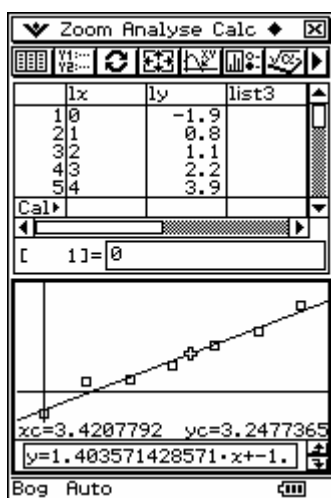 Zoom Analyse Calc
Y1:... Y2:...
lx ly list3
1 0 -1.9
2 1 0.8
3 2 1.1
4 3 2.2
5 4 3.9
Cal▶
[ 1]= 0
xc=3.4207792 yc=3.2477365
y=1.403571428571·x+-1.
Bog Auto